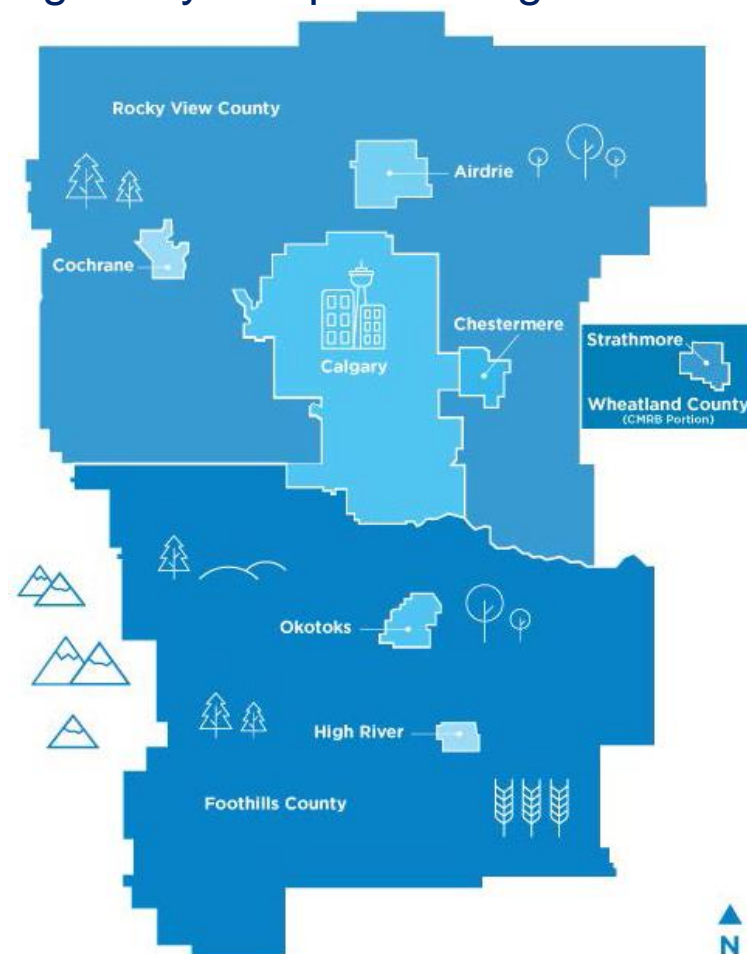 Rocky View County
Airdrie
Cochrane
Chestermere
Strathmore
Calgary
Wheatland County
(CMRB Portion)
Okotoks
High River
Foothills County
N